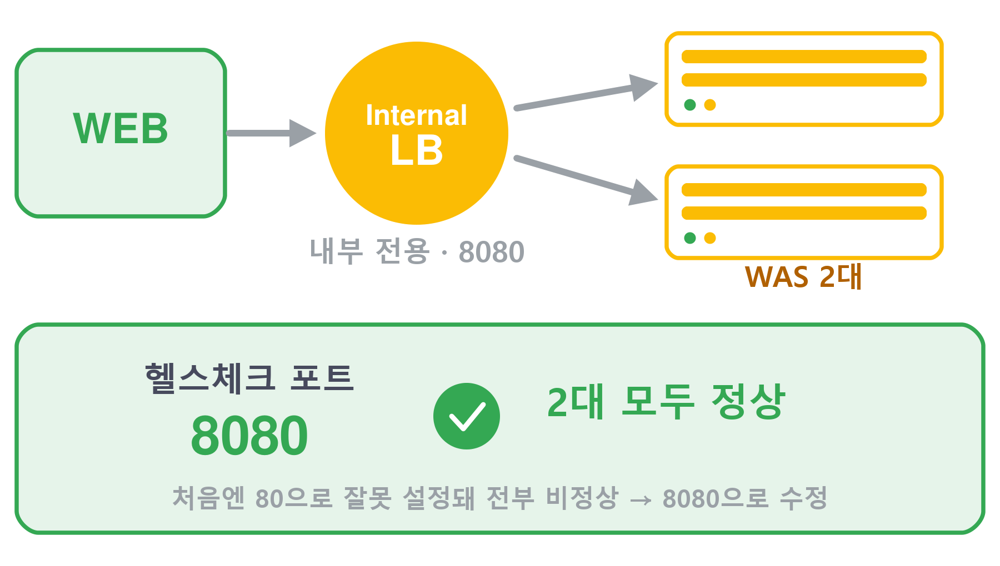 WEB
Internal
LB
내부 전용 · 8080
WAS 2대
헬스체크 포트
8080
2대 모두 정상
처음엔 80으로 잘못 설정돼 전부 비정상 → 8080으로 수정